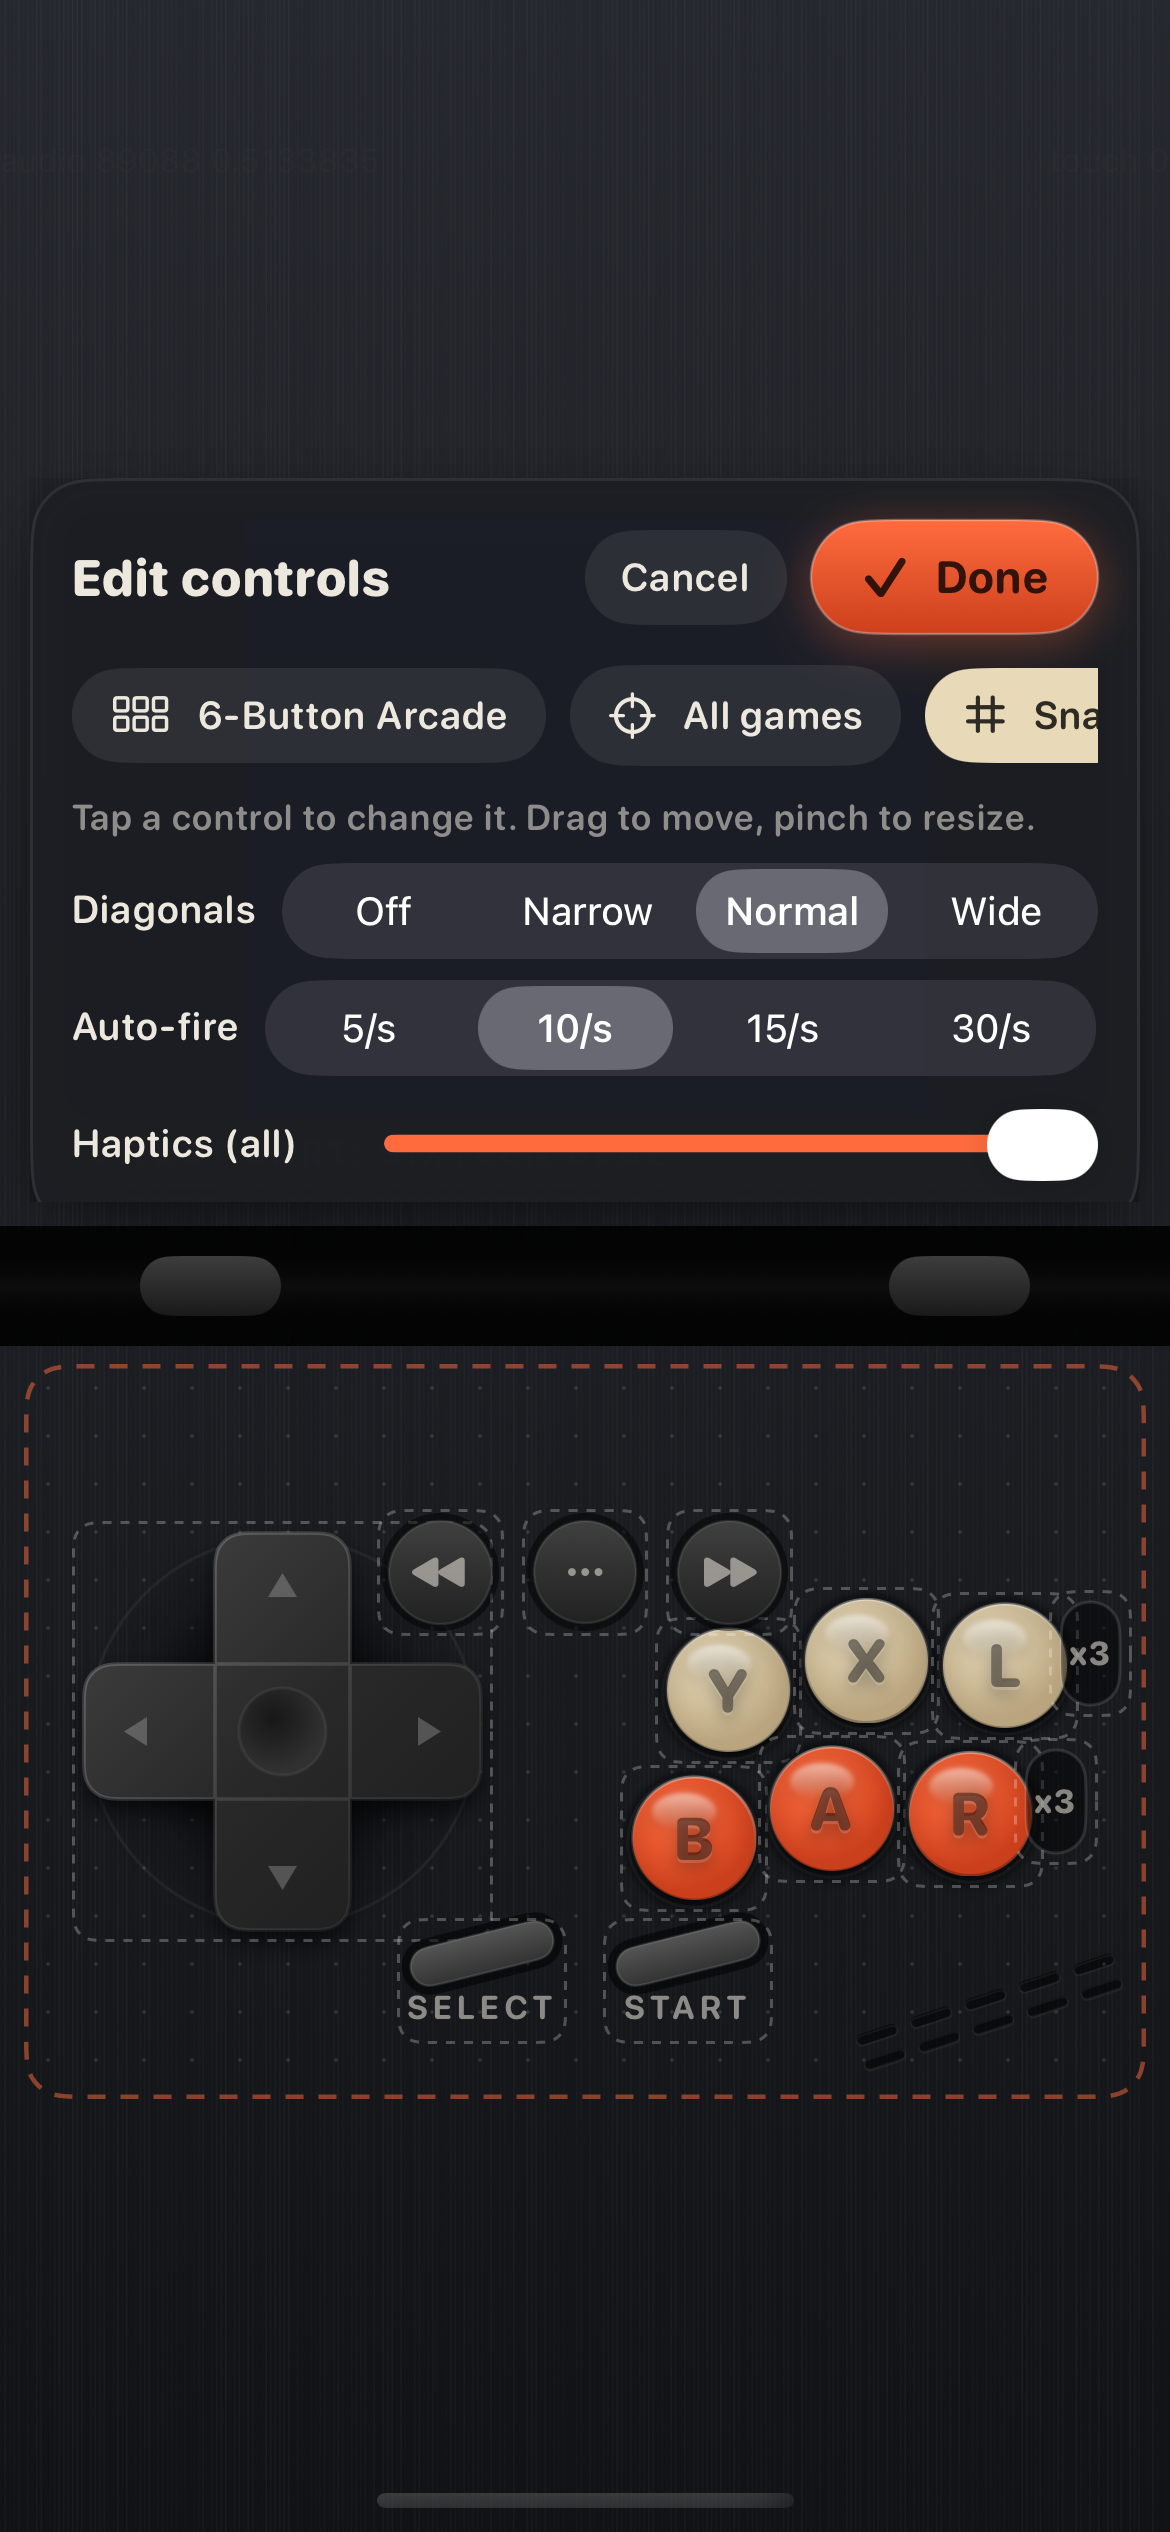 Edit controls
Cancel
Done
6-Button Arcade
All games
Sna
Tap a control to change it. Drag to move, pinch to resize.
Diagonals
Off
Narrow
Normal
Wide
Auto-fire
5/s
10/s
15/s
30/s
Haptics (all)
X
L
x3
Y
A
R
x3
B
SELECT
START